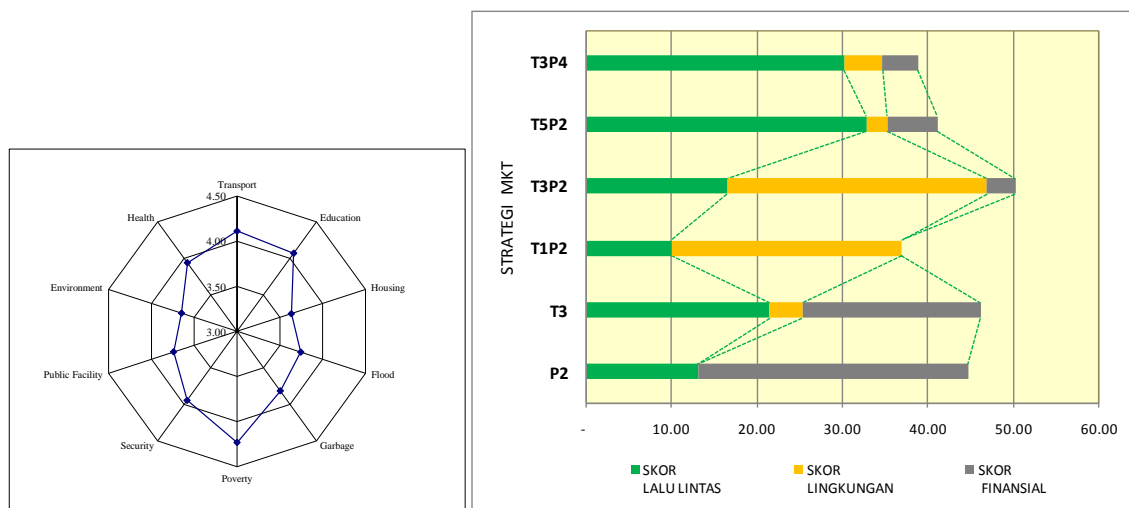 Transport
4.50
Health
Education
4.00
Environment
3.50
Housing
3.00
Public Facility
Flood
Security
Garbage
Poverty
STRATEGI MKT
T3P4
T5P2
T3P2
T1P2
T3
P2
- 10.00 20.00 30.00 40.00 50.00 60.00
SKOR
LALU LINTAS
SKOR
LINGKUNGAN
SKOR
FINANSIAL